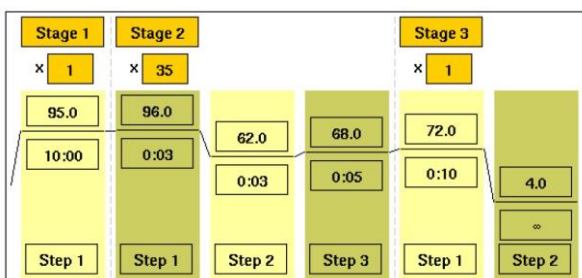 Stage 1 Stage 2 Stage 3
x 1 x 35 x 1
95.0 96.0 62.0 68.0 72.0 4.0
10:00 0:03 0:03 0:05 0:10 ∞
Step 1 Step 1 Step 2 Step 3 Step 1 Step 2